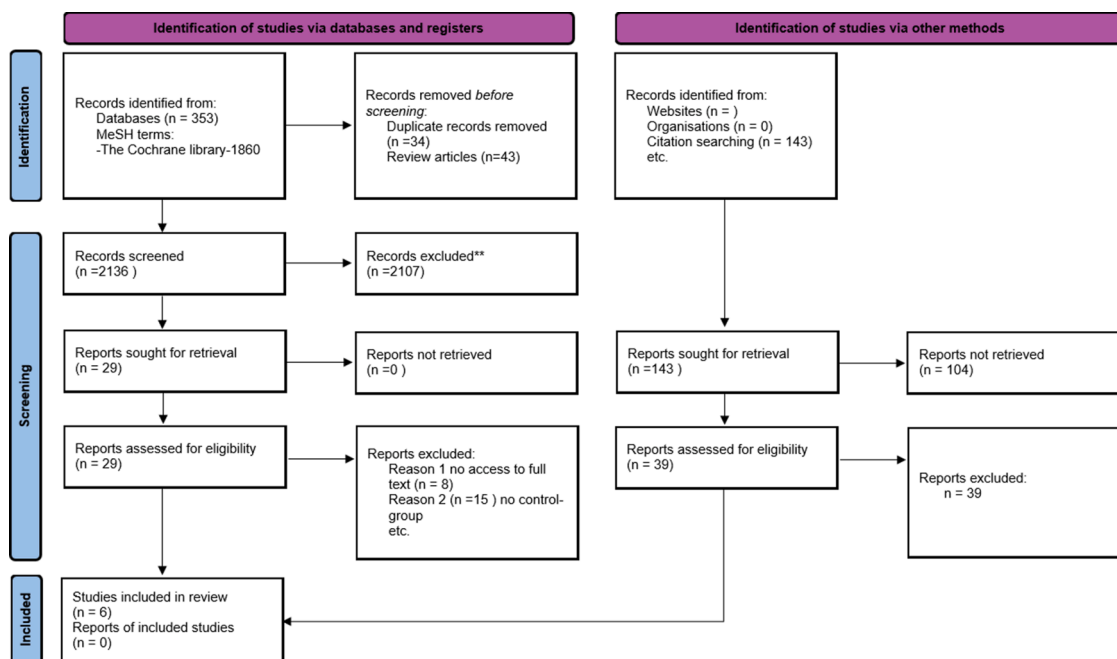 Identification of studies via databases and registers
Identification of studies via other methods
Identification
Records identified from:
Databases (n = 353)
MeSH terms:
-The Cochrane library-1860
Records removed before
screening:
Duplicate records removed
(n =34)
Review articles (n=43)
Records identified from:
Websites (n = )
Organisations (n = 0)
Citation searching (n = 143)
etc.
Screening
Records screened
(n =2136 )
Records excluded**
(n =2107)
Reports sought for retrieval
(n = 29)
Reports not retrieved
(n =0 )
Reports sought for retrieval
(n =143 )
Reports not retrieved
(n = 104)
Reports assessed for eligibility
(n = 29)
Reports excluded:
Reason 1 no access to full
text (n = 8)
Reason 2 (n =15 ) no control-
group
etc.
Reports assessed for eligibility
(n = 39)
Reports excluded:
n = 39
Included
Studies included in review
(n = 6)
Reports of included studies
(n = 0)